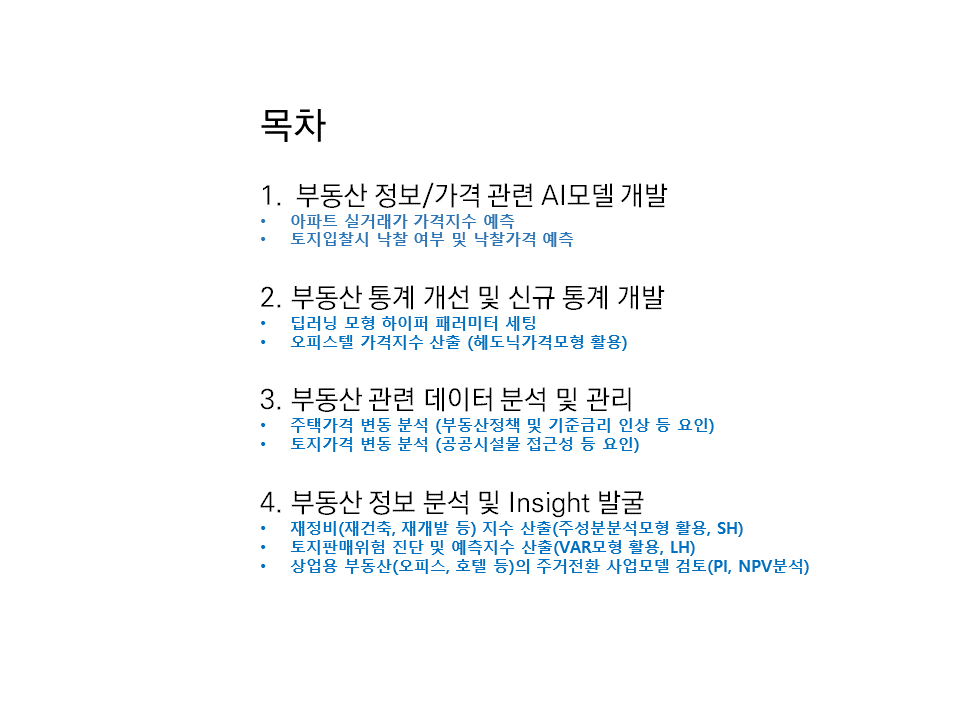 목차
1. 부동산 정보/가격 관련 AI모델 개발
• 아파트 실거래가 가격지수 예측
• 토지입찰시 낙찰 여부 및 낙찰가격 예측
2. 부동산 통계 개선 및 신규 통계 개발
• 딥러닝 모형 하이퍼 패러미터 세팅
• 오피스텔 가격지수 산출 (헤도닉가격모형 활용)
3. 부동산 관련 데이터 분석 및 관리
• 주택가격 변동 분석 (부동산정책 및 기준금리 인상 등 요인)
• 토지가격 변동 분석 (공공시설물 접근성 등 요인)
4. 부동산 정보 분석 및 Insight 발굴
• 재정비(재건축, 재개발 등) 지수 산출(주성분분석모형 활용, SH)
• 토지판매위험 진단 및 예측지수 산출(VAR모형 활용, LH)
• 상업용 부동산(오피스, 호텔 등)의 주거전환 사업모델 검토(PI, NPV분석)